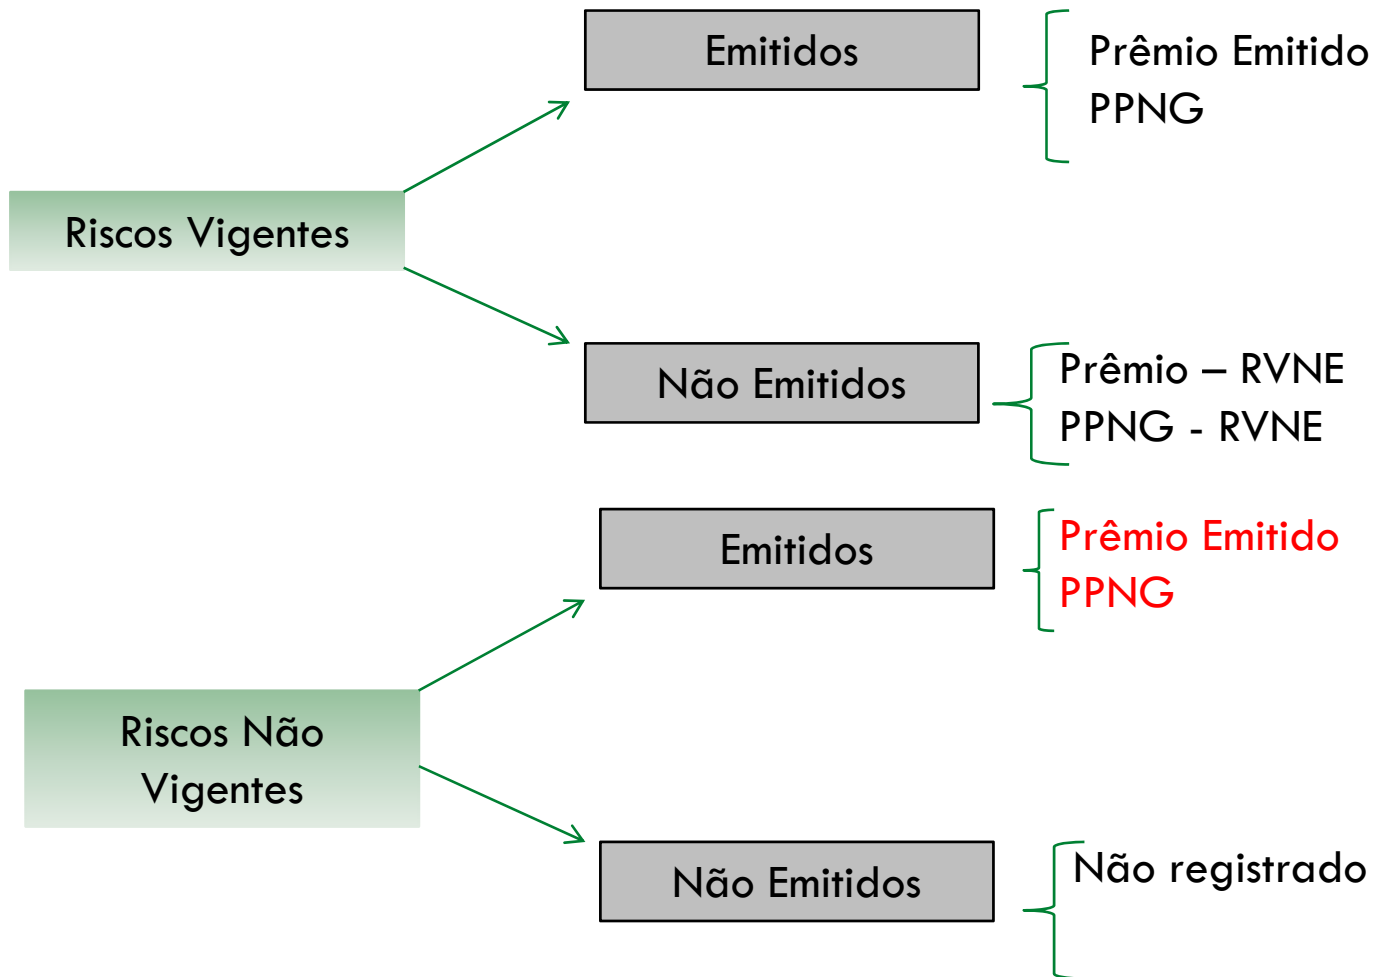 Emitidos
Prêmio Emitido
PPNG
Riscos Vigentes
Não Emitidos
Prêmio – RVNE
PPNG - RVNE
Emitidos
Prêmio Emitido
PPNG
Riscos Não
Vigentes
Não Emitidos
Não registrado